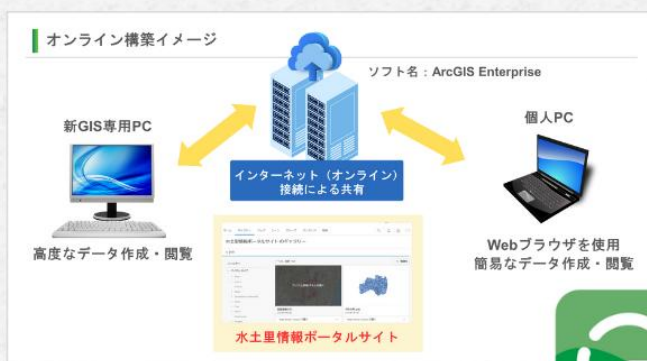 オンライン構築イメージ
ソフト名：ArcGIS Enterprise
新GIS専用PC
個人PC
インターネット（オンライン）
接続による共有
高度なデータ作成・閲覧
Webブラウザを使用
簡易なデータ作成・閲覧
水土里情報ポータルサイト